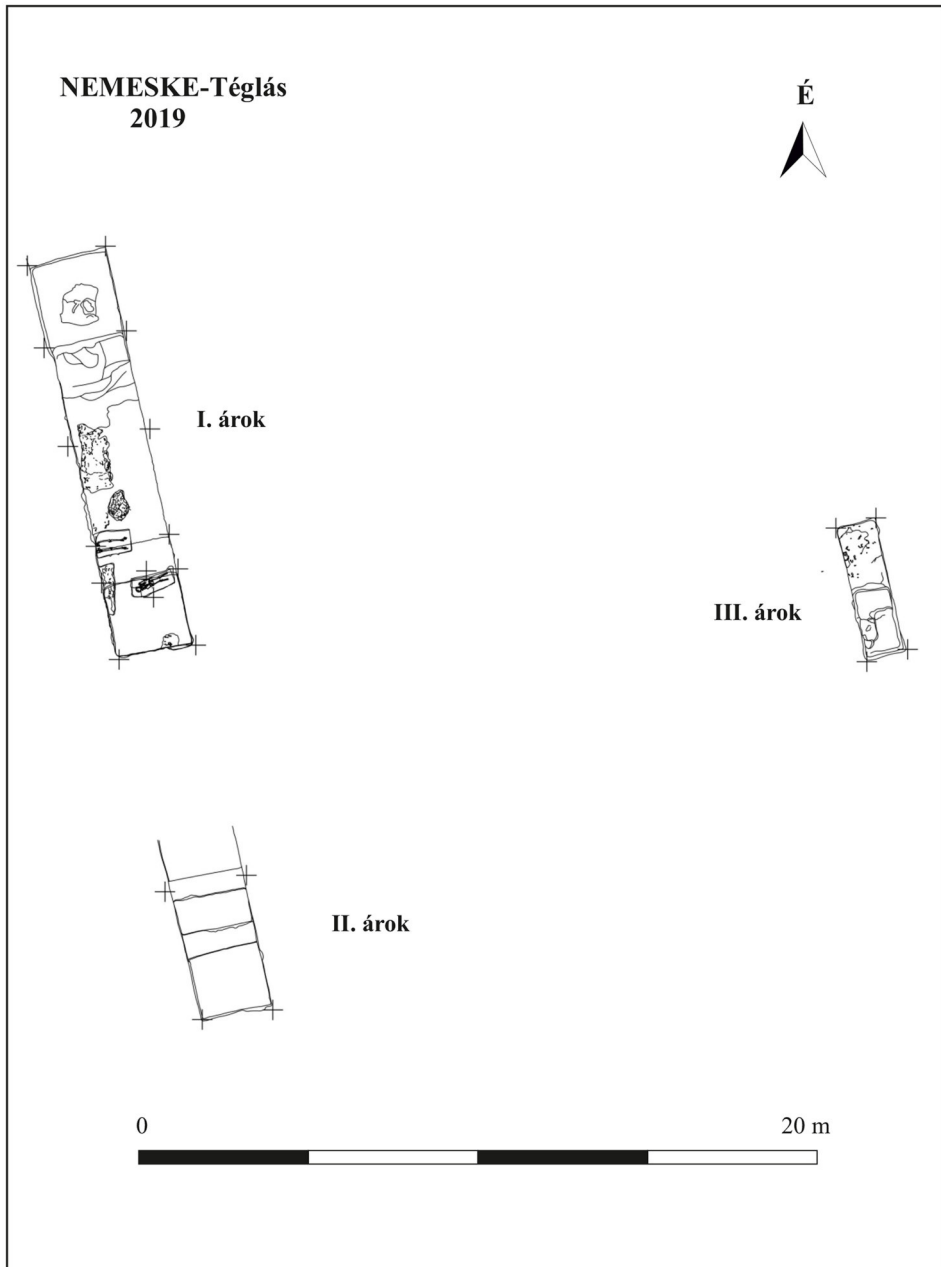 NEMESKE-Téglás
2019
É
I. árok
III. árok
II. árok
0 20 m